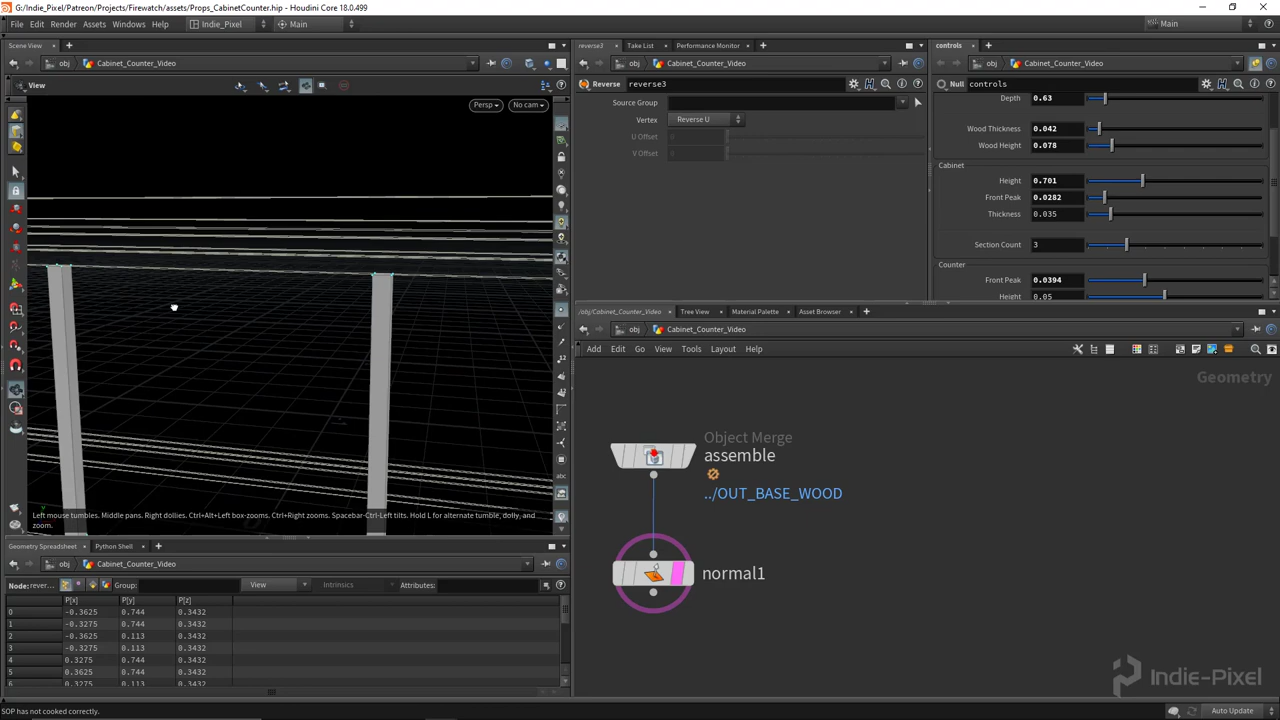 G:/Indie_Pixel/Patreon/Projects/Firewatch/assets/Props_CabinetCounter.hip - Houdini Core 18.0.499
File Edit Render Assets Windows Help Indie_Pixel Main Main
Scene View
obj Cabinet_Counter_Video
View
Persp No cam
Left mouse tumbles. Middle pans. Right dollies. Ctrl+Alt+Left box-zooms. Ctrl+Right zooms. Spacebar-Ctrl-Left tilts. Hold L for alternate tumble, dolly, and
zoom.
abc
Geometry Spreadsheet Python Shell
obj Cabinet_Counter_Video
Node: rever... Group: View Intrinsics Attributes:
P[x] P[y] P[z]
0 -0.3625 0.744 0.3432
1 -0.3275 0.744 0.3432
2 -0.3625 0.113 0.3432
3 -0.3275 0.113 0.3432
4 0.3275 0.744 0.3432
5 0.3625 0.744 0.3432
6 0.3275 0.113 0.3432
SOP has not cooked correctly.
reverse3 Take List Performance Monitor
obj Cabinet_Counter_Video
Reverse reverse3
Source Group
Vertex Reverse U
U Offset
V Offset
controls
obj Cabinet_Counter_Video
Null controls
Depth 0.63
Wood Thickness 0.042
Wood Height 0.078
Cabinet
Height 0.701
Front Peak 0.0282
Thickness 0.035
Section Count 3
Counter
Front Peak 0.0394
Height 0.05
/obj/Cabinet_Counter_Video Tree View Material Palette Asset Browser
obj Cabinet_Counter_Video
Add Edit Go View Tools Layout Help
Geometry
Object Merge
assemble
../OUT_BASE_WOOD
normal1
Indie-Pixel
Auto Update